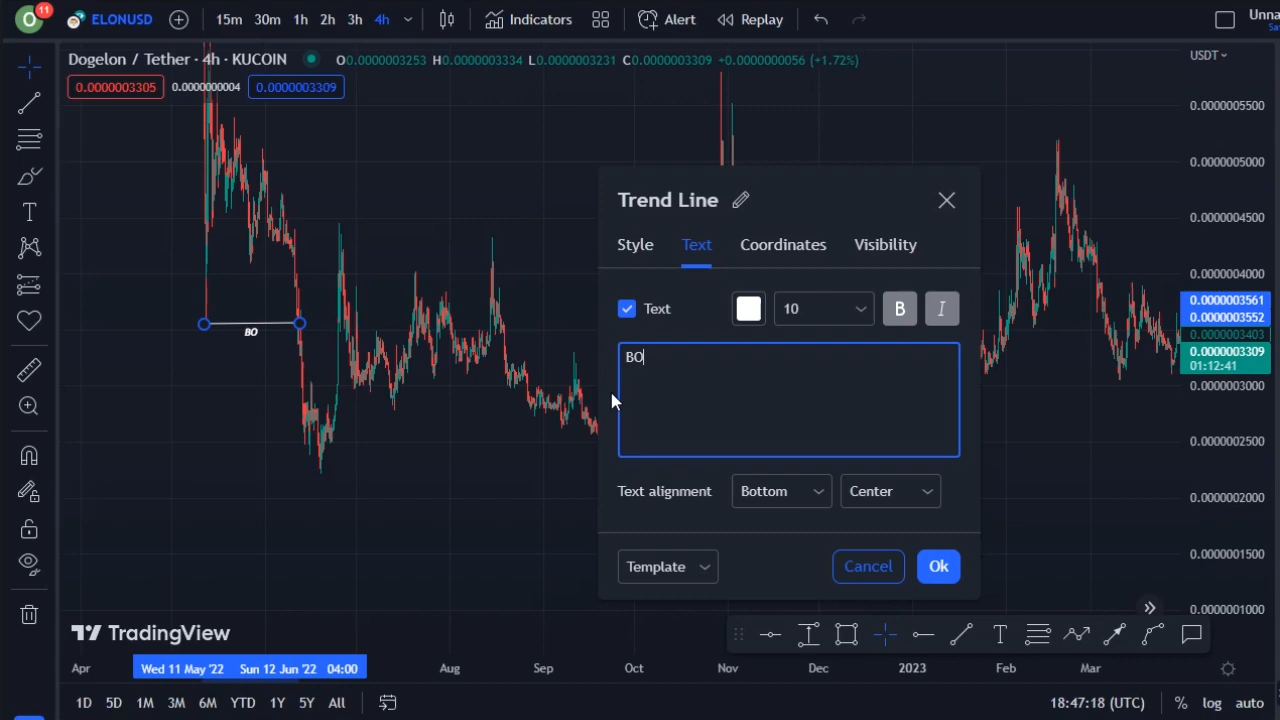 O 11 ELONUSD 15m 30m 1h 2h 3h 4h Indicators Alert Replay Unna
Dogelon / Tether · 4h · KUCOIN O0.0000003253 H0.0000003334 L0.0000003231 C0.0000003309 +0.0000000056 (+1.72%) USDT
0.0000003305 0.0000000004 0.0000003309
0.0000005500
0.0000005000
0.0000004500
0.0000004000
0.0000003561
0.0000003552
0.0000003403
0.0000003309
01:12:41
0.0000003000
0.0000002500
0.0000002000
0.0000001500
0.0000001000
BO
Trend Line
Style Text Coordinates Visibility
Text 10 B I
BO
Text alignment Bottom Center
Template Cancel Ok
TradingView
Apr Wed 11 May '22 Sun 12 Jun '22 04:00 Aug Sep Oct Nov Dec 2023 Feb Mar
1D 5D 1M 3M 6M YTD 1Y 5Y All 18:47:18 (UTC) % log auto